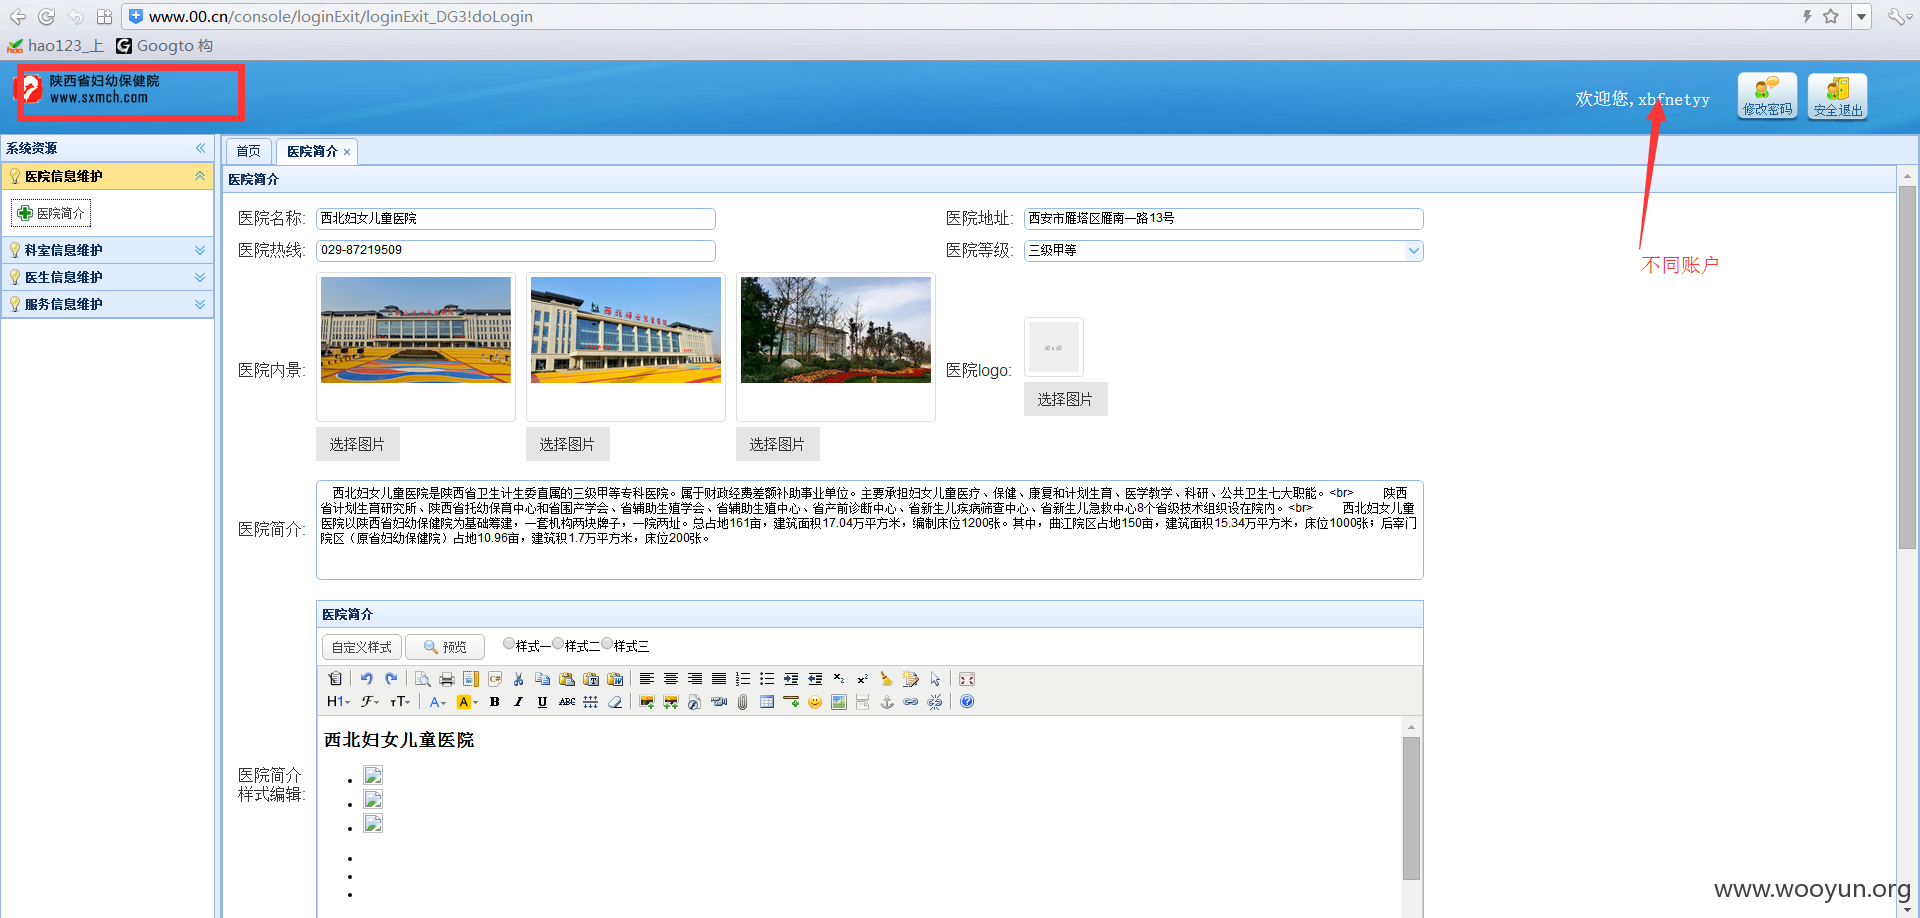 www.00.cn/console/loginExit/loginExit_DG3!doLogin
hao123_上 Googto 构
陕西省妇幼保健院
www.sxmch.com
欢迎您,xbfnetyy
修改密码 安全退出
系统资源
首页 医院简介
医院信息维护
医院简介
医院简介
科室信息维护
医生信息维护
服务信息维护
医院名称: 西北妇女儿童医院 医院地址: 西安市雁塔区雁南一路13号
医院热线: 029-87219509 医院等级: 三级甲等
不同账户
医院内景: 医院logo:
60 x 60
选择图片
选择图片 选择图片 选择图片
医院简介:
西北妇女儿童医院是陕西省卫生计生委直属的三级甲等专科医院。属于财政经费差额补助事业单位。主要承担妇女儿童医疗、保健、康复和计划生育、医学教学、科研、公共卫生七大职能。<br> 陕西
省计划生育研究所、陕西省托幼保育中心和省围产学会、省辅助生殖学会、省辅助生殖中心、省产前诊断中心、省新生儿疾病筛查中心、省新生儿急救中心8个省级技术组织设在院内。<br> 西北妇女儿童
医院以陕西省妇幼保健院为基础筹建，一套机构两块牌子，一院两址。总占地161亩，建筑面积17.04万平方米，编制床位1200张。其中，曲江院区占地150亩，建筑面积15.34万平方米，床位1000张；后宰门
院区（原省妇幼保健院）占地10.96亩，建筑积1.7万平方米，床位200张。
医院简介
自定义样式 预览 样式一 样式二 样式三
H1 F тT A A B I U ABC
西北妇女儿童医院
医院简介
样式编辑:
www.wooyun.org